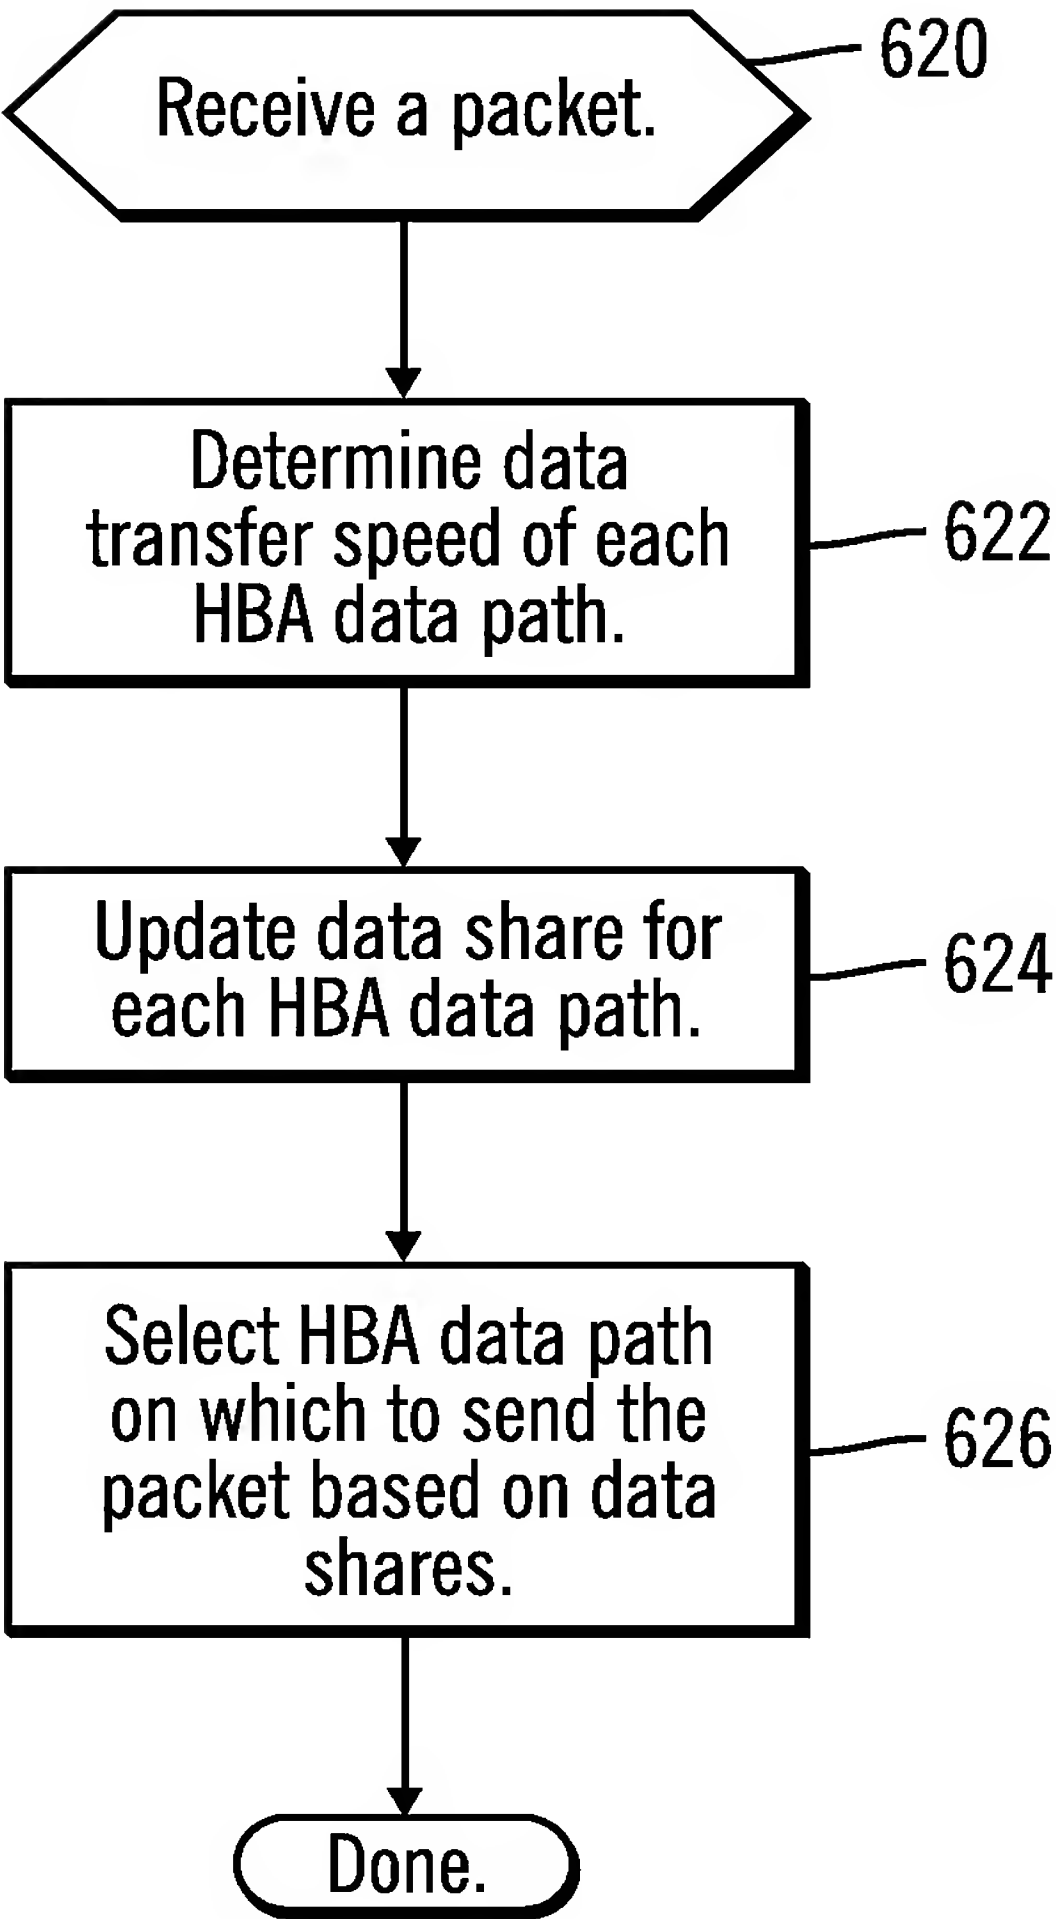 Receive a packet.
620
Determine data
transfer speed of each
HBA data path.
622
Update data share for
each HBA data path.
624
Select HBA data path
on which to send the
packet based on data
shares.
626
Done.